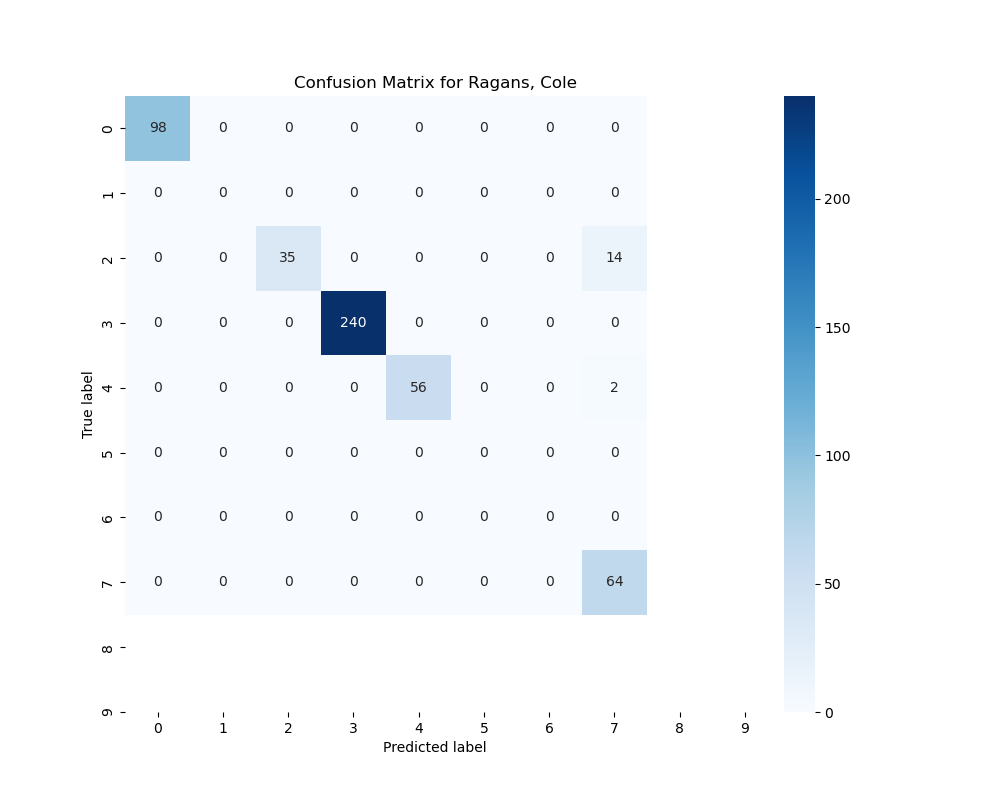 Confusion Matrix for Ragans, Cole
0 98 0 0 0 0 0 0 0
1 0 0 0 0 0 0 0 0
200
2 0 0 35 0 0 0 0 14
3 0 0 0 240 0 0 0 0
150
True label
4 0 0 0 0 56 0 0 2
100
5 0 0 0 0 0 0 0 0
6 0 0 0 0 0 0 0 0
7 0 0 0 0 0 0 0 64
50
8
9
0
0 1 2 3 4 5 6 7 8 9
Predicted label